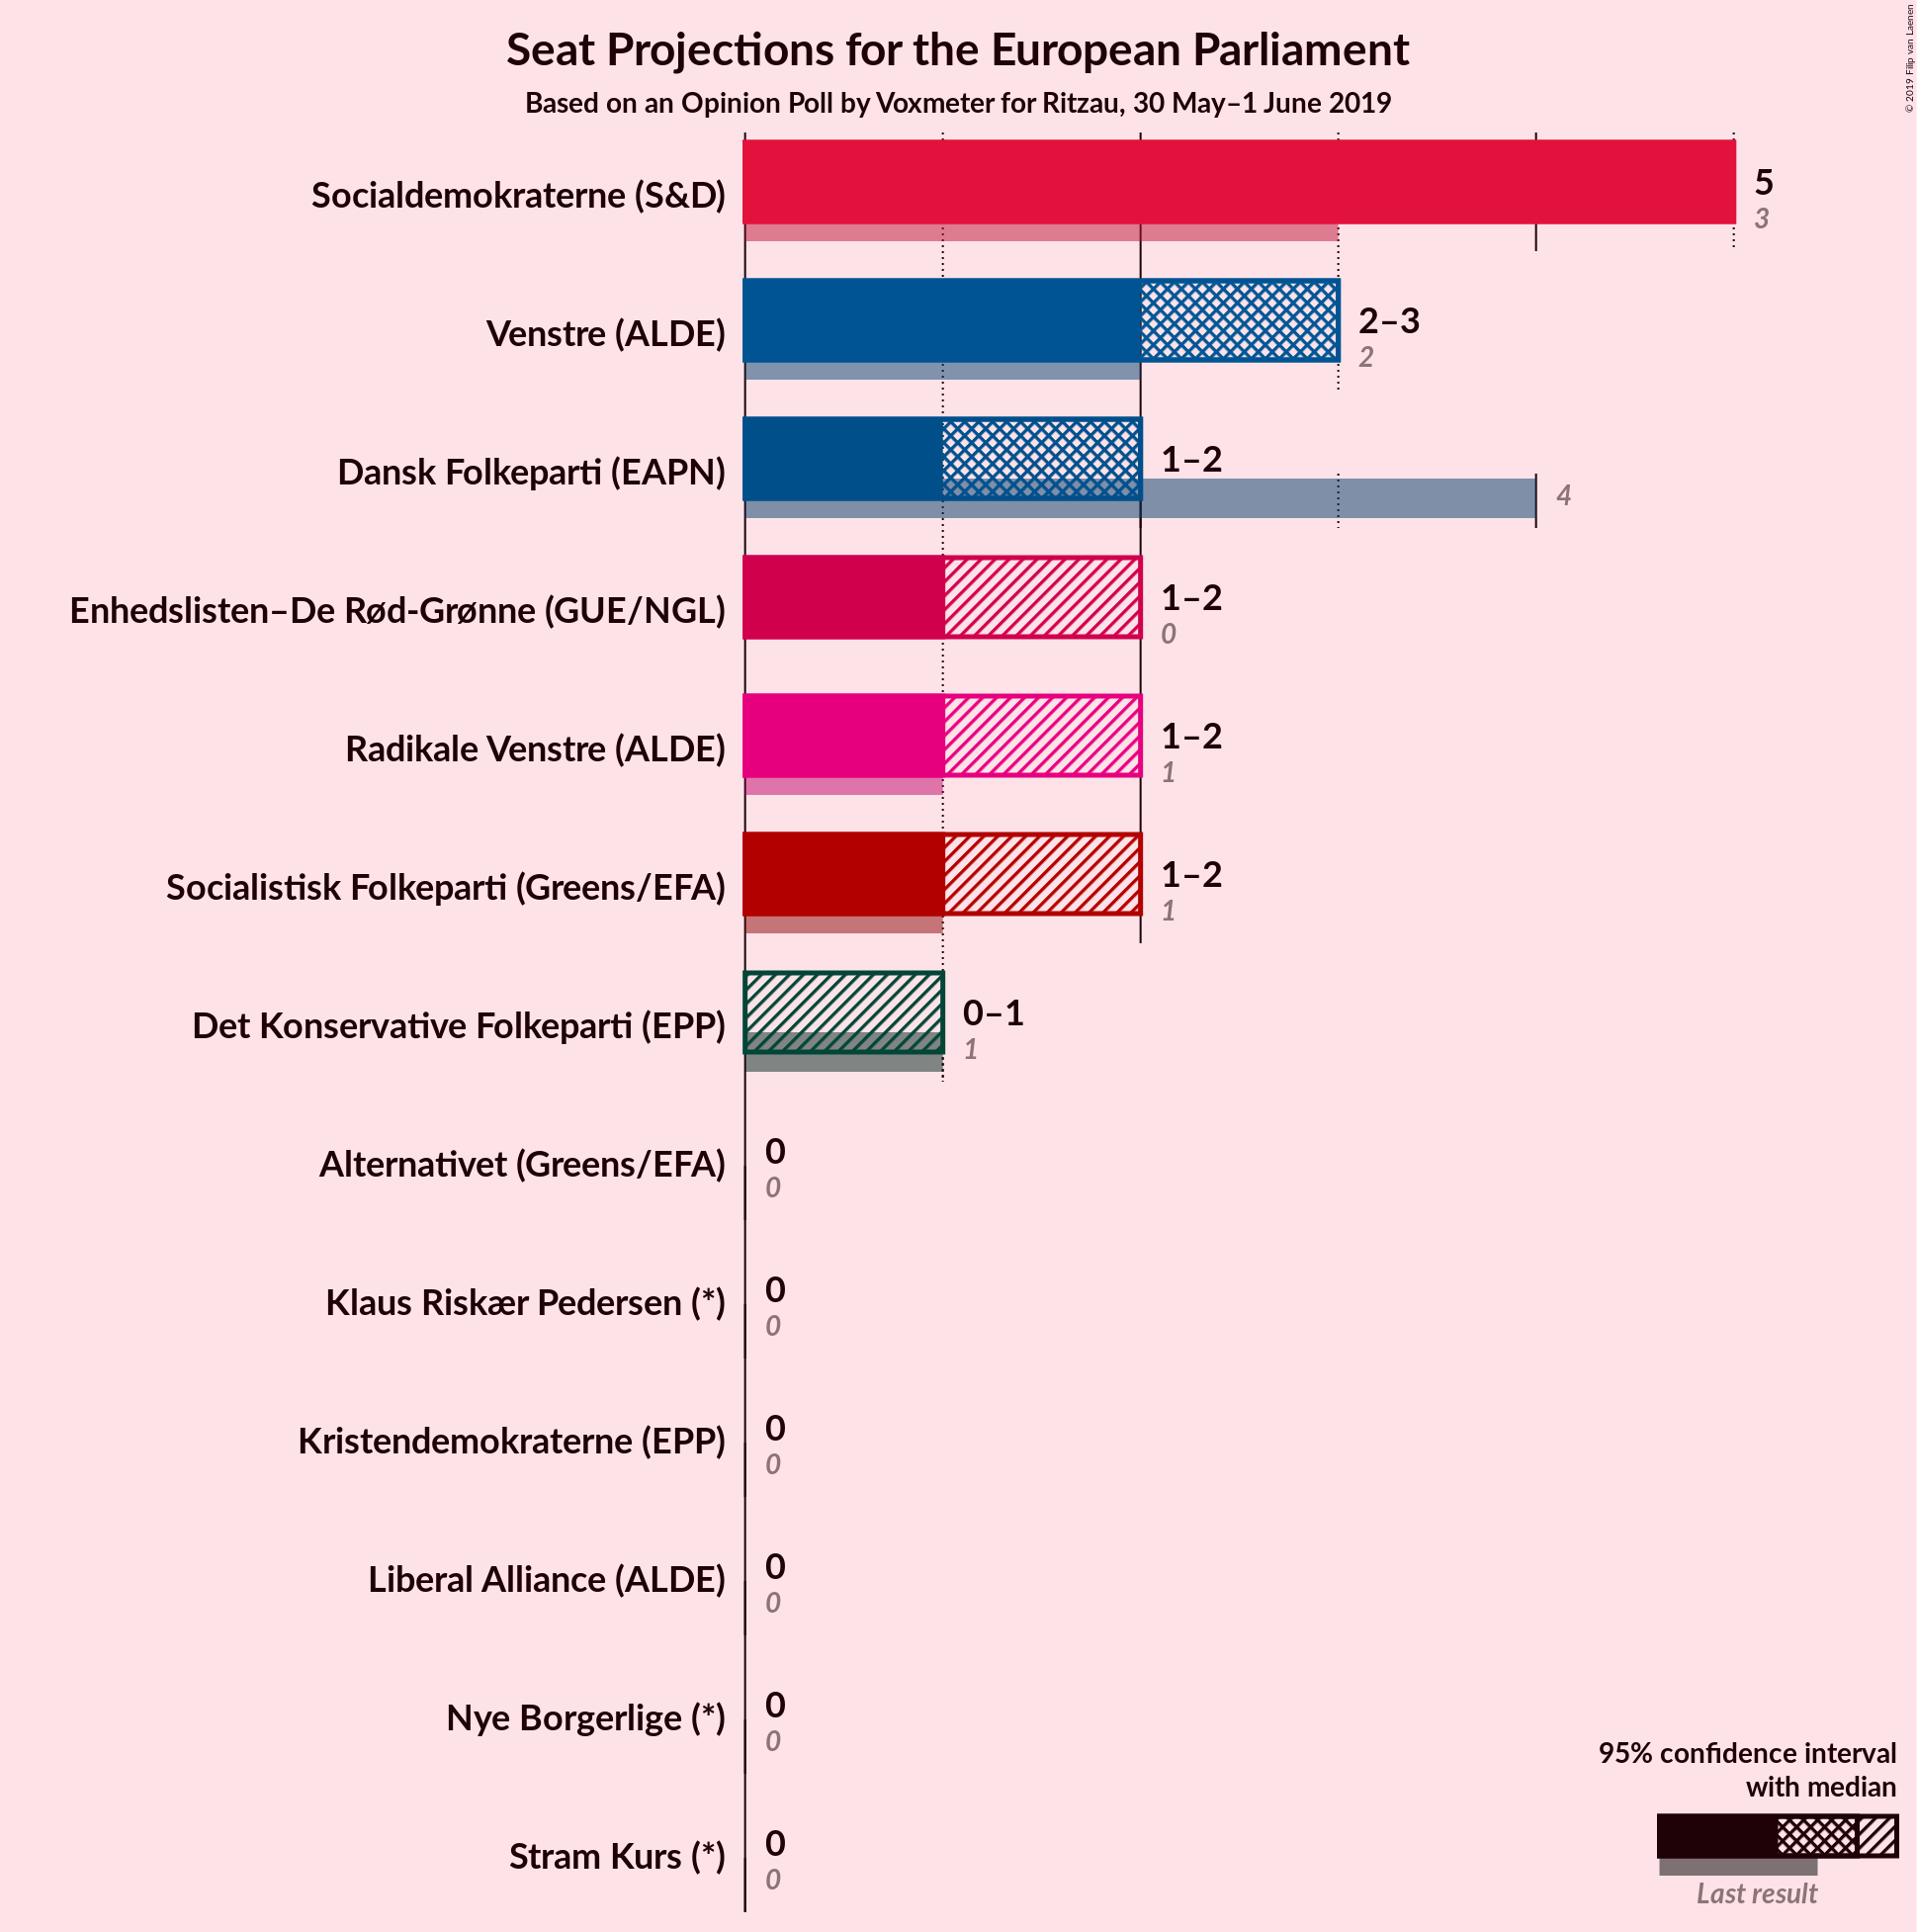 Seat Projections for the European Parliament
Based on an Opinion Poll by Voxmeter for Ritzau, 30 May–1 June 2019
© 2019 Filip van Laenen
Socialdemokraterne (S&D)
5
3
Venstre (ALDE)
2–3
2
Dansk Folkeparti (EAPN)
1–2
4
Enhedslisten–De Rød-Grønne (GUE/NGL)
1–2
0
Radikale Venstre (ALDE)
1–2
1
Socialistisk Folkeparti (Greens/EFA)
1–2
1
Det Konservative Folkeparti (EPP)
0–1
1
Alternativet (Greens/EFA)
0
0
Klaus Riskær Pedersen (*)
0
0
Kristendemokraterne (EPP)
0
0
Liberal Alliance (ALDE)
0
0
Nye Borgerlige (*)
0
0
Stram Kurs (*)
0
0
95% confidence interval
with median
Last result